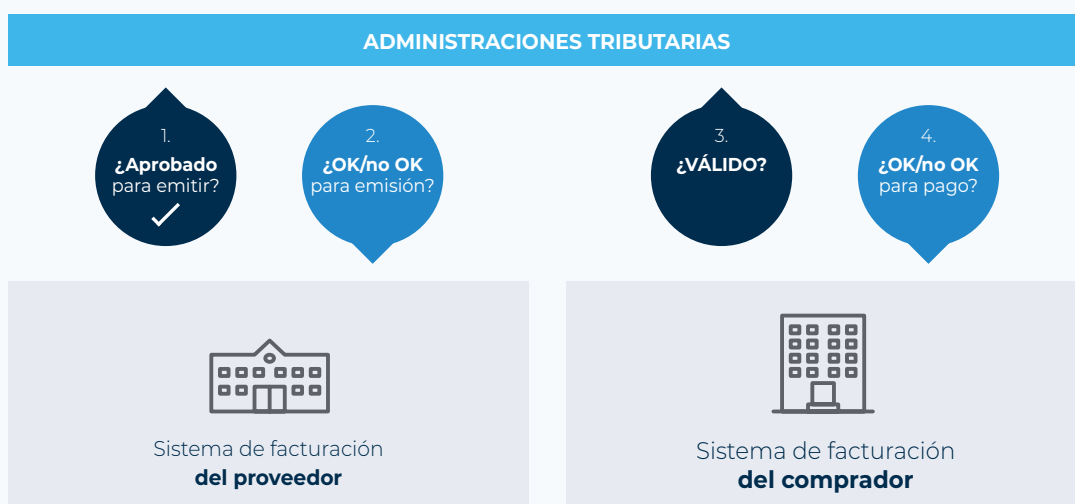 ADMINISTRACIONES TRIBUTARIAS
1.
¿Aprobado
para emitir?
2.
¿OK/no OK
para emisión?
3.
¿VÁLIDO?
4.
¿OK/no OK
para pago?
Sistema de facturación
del proveedor
Sistema de facturación
del comprador